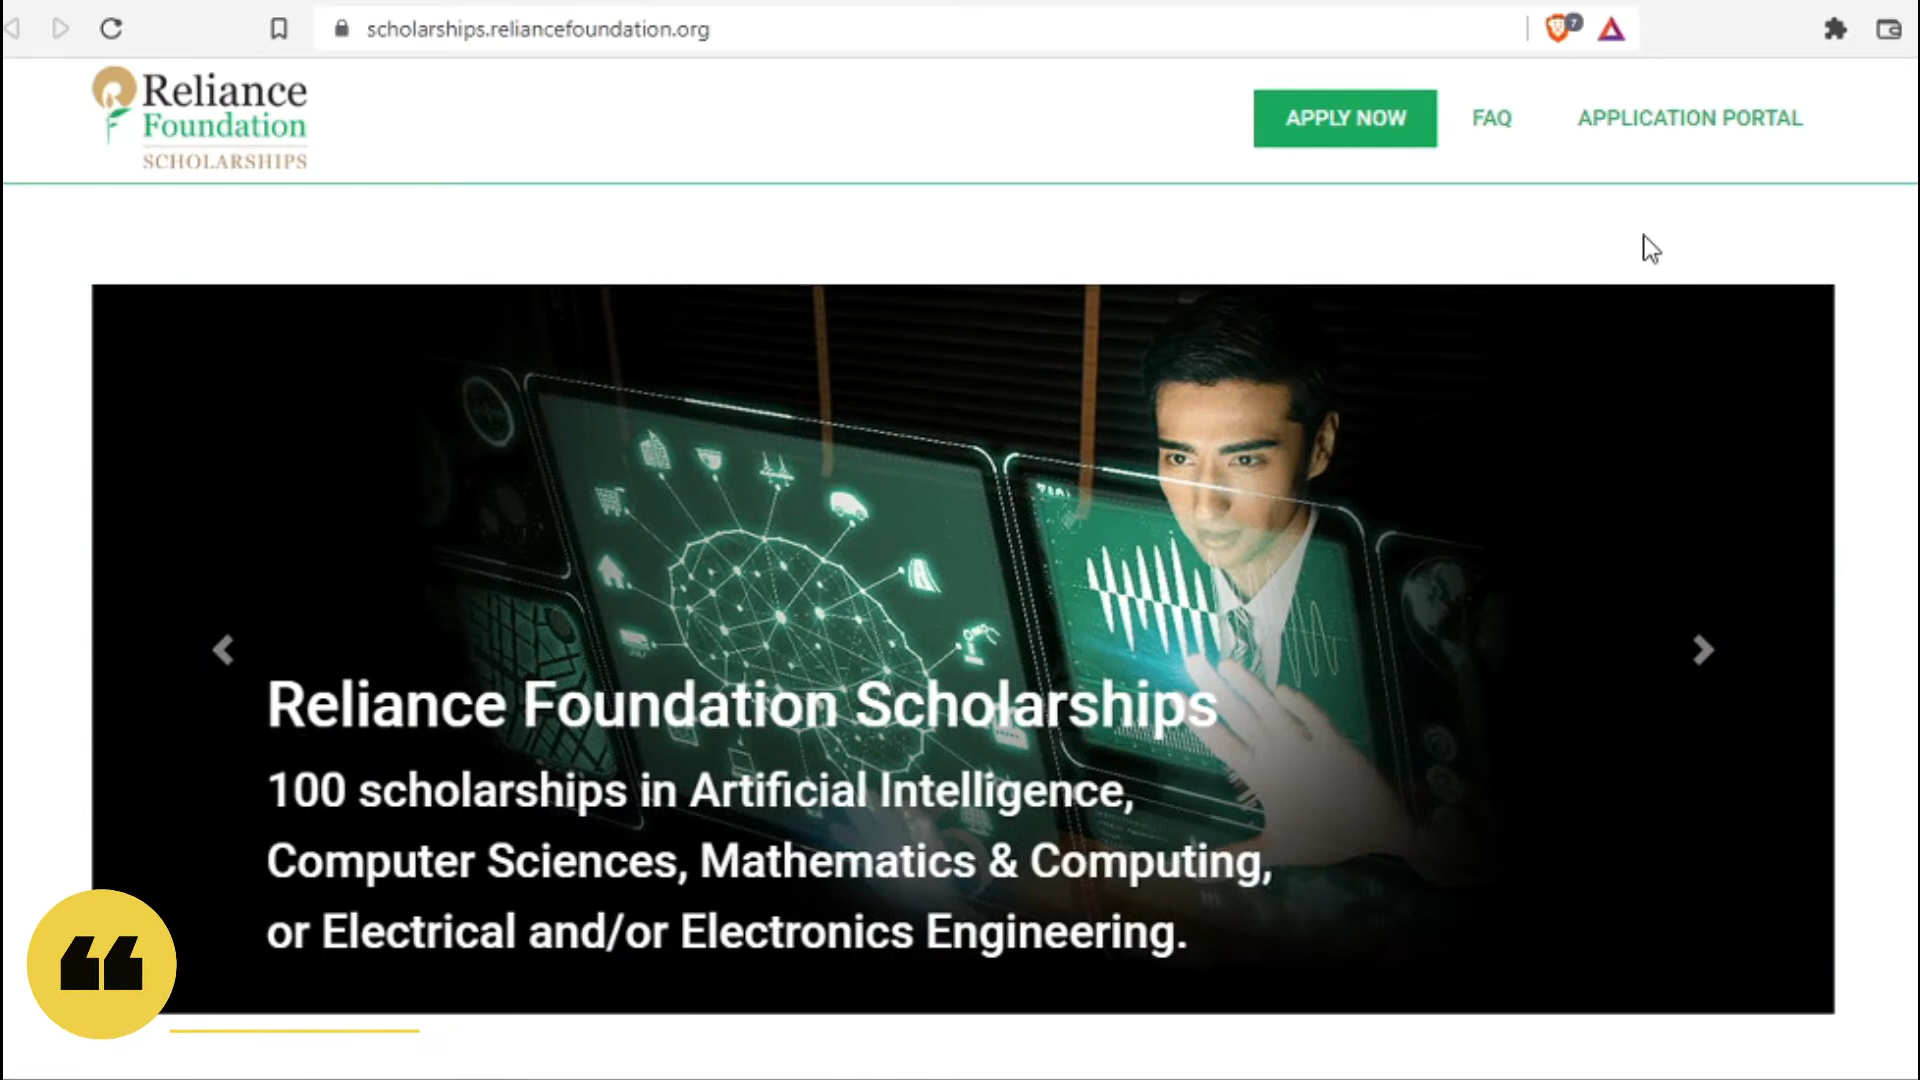 scholarships.reliancefoundation.org
7
Reliance
Foundation
SCHOLARSHIPS
APPLY NOW
FAQ
APPLICATION PORTAL
Reliance Foundation Scholarships
100 scholarships in Artificial Intelligence,
Computer Sciences, Mathematics & Computing,
or Electrical and/or Electronics Engineering.